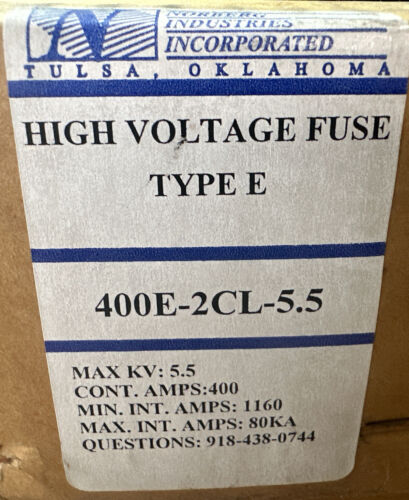 NORBERG
INDUSTRIES
INCORPORATED
TULSA, OKLAHOMA
HIGH VOLTAGE FUSE
TYPE E
400E-2CL-5.5
MAX KV: 5.5
CONT. AMPS:400
MIN. INT. AMPS: 1160
MAX. INT. AMPS: 80KA
QUESTIONS: 918-438-0744